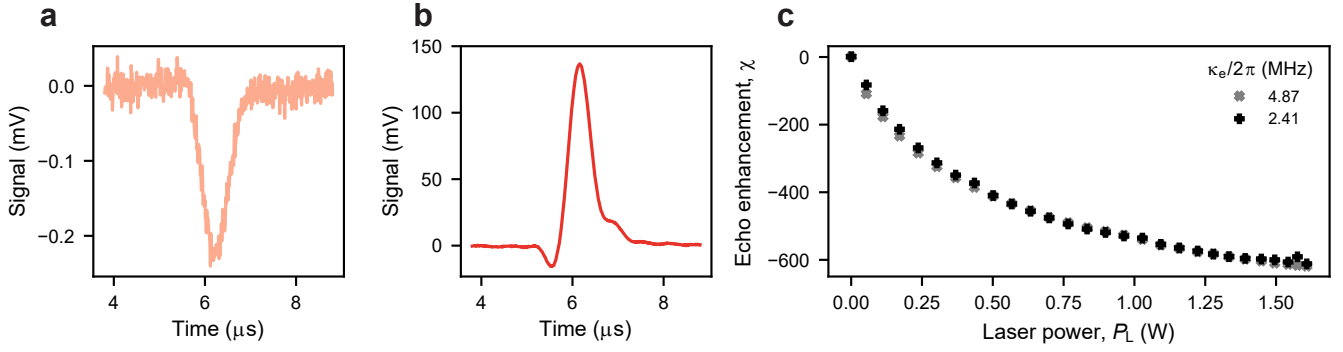 a
Signal (mV)
0.0
−0.1
−0.2
4
6
8
Time (μs)
b
Signal (mV)
150
100
50
0
4
6
8
Time (μs)
c
Echo enhancement, χ
0
−200
−400
−600
κe/2π (MHz)
4.87
2.41
0.00
0.25
0.50
0.75
1.00
1.25
1.50
Laser power, PL (W)